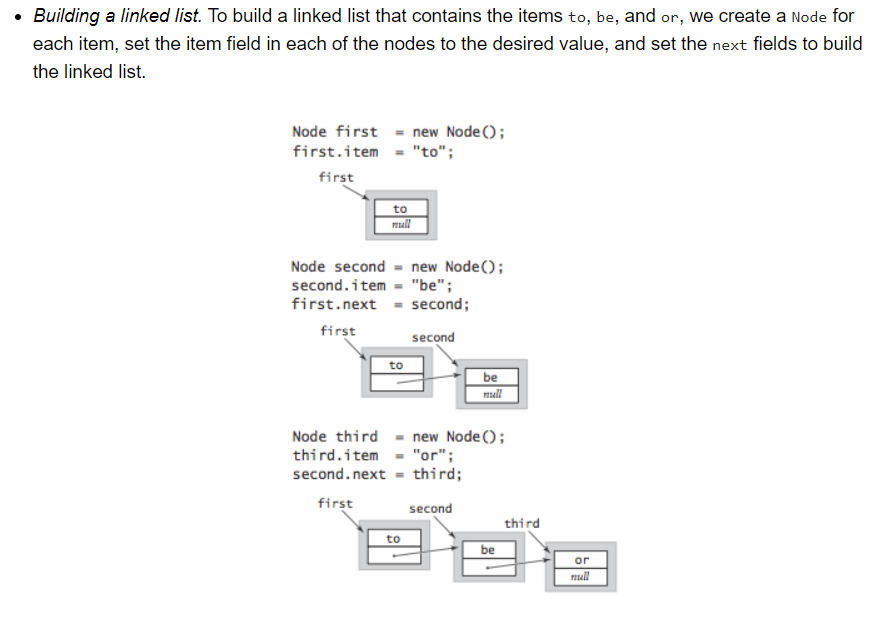 • Building a linked list. To build a linked list that contains the items to, be, and or, we create a Node for
each item, set the item field in each of the nodes to the desired value, and set the next fields to build
the linked list.
Node first = new Node();
first.item = "to";
first
to
null
Node second = new Node();
second.item = "be";
first.next = second;
first
second
to
be
null
Node third = new Node();
third.item = "or";
second.next = third;
first
second
third
to
be
or
null